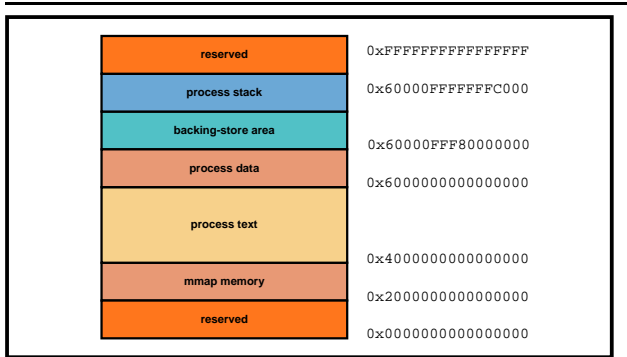 reserved
0xFFFFFFFFFFFFFFFF
process stack
0x60000FFFFFFFC000
backing-store area
0x60000FFF80000000
process data
0x6000000000000000
process text
0x4000000000000000
mmap memory
0x2000000000000000
reserved
0x0000000000000000